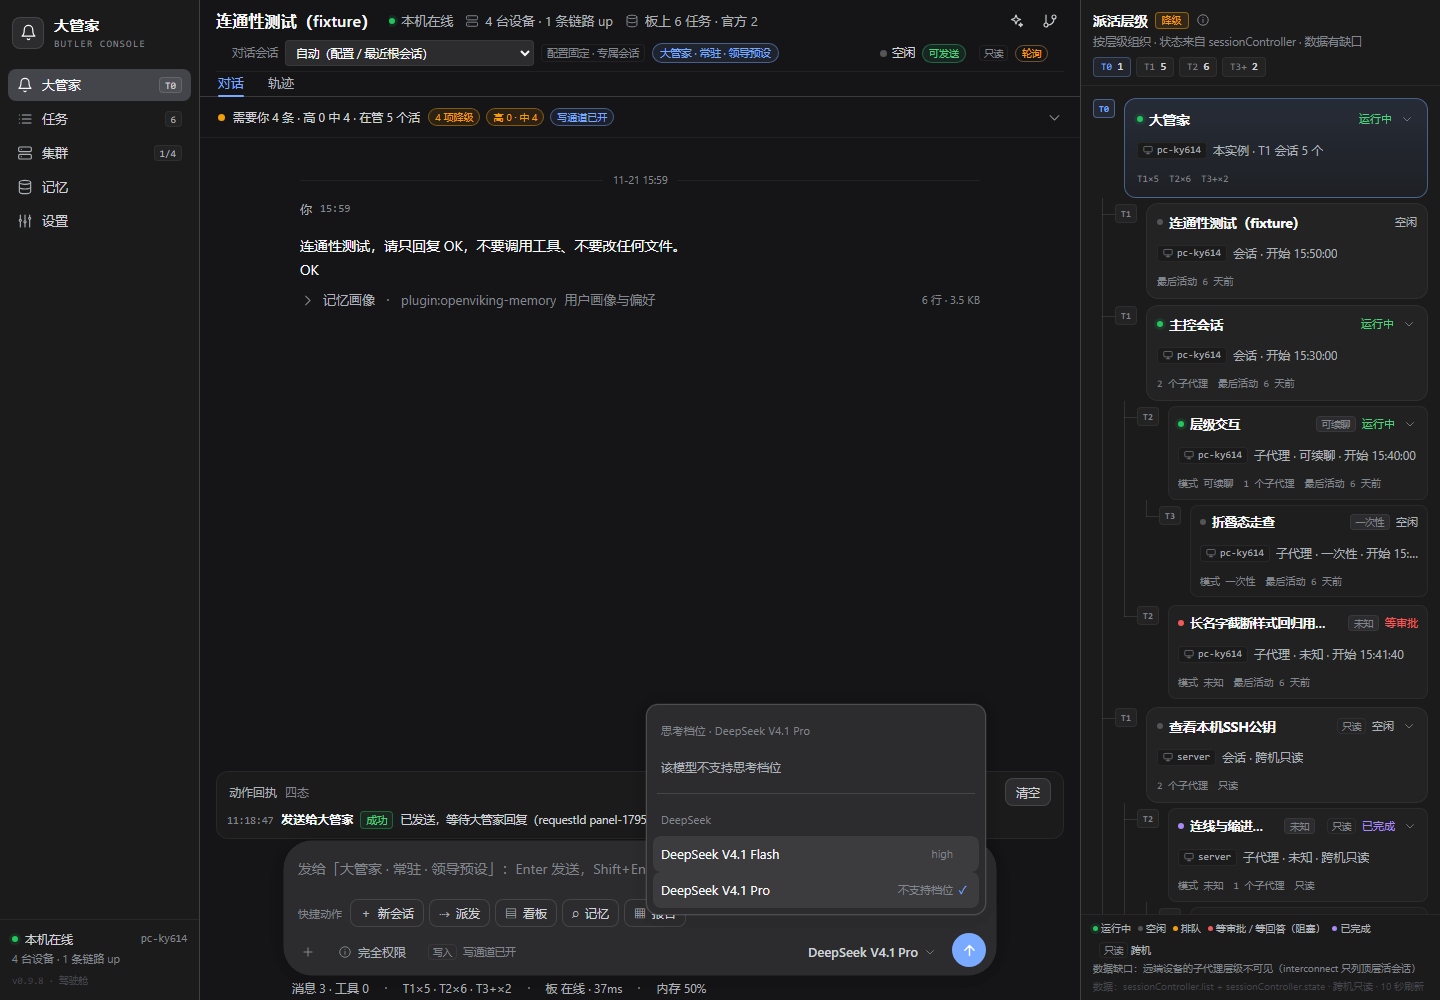 大管家
BUTLER CONSOLE
大管家 T0
任务 6
集群 1/4
记忆
设置
本机在线 pc-ky614
4 台设备 · 1 条链路 up
v0.9.8 · 驾驶舱
连通性测试（fixture） 本机在线 4 台设备 · 1 条链路 up 板上 6 任务 · 官方 2
对话会话 自动（配置 / 最近根会话） 配置固定 · 专属会话 大管家 · 常驻 · 领导预设 空闲 可发送 只读 轮询
对话 轨迹
需要你 4 条 · 高 0 中 4 · 在管 5 个活 4 项降级 高 0 · 中 4 写通道已开
11-21 15:59
你 15:59
连通性测试，请只回复 OK，不要调用工具、不要改任何文件。
OK
记忆画像 · plugin:openviking-memory 用户画像与偏好 6 行 · 3.5 KB
思考档位 · DeepSeek V4.1 Pro
该模型不支持思考档位
DeepSeek
DeepSeek V4.1 Flash high
DeepSeek V4.1 Pro 不支持档位 ✓
动作回执 四态 清空
11:18:47 发送给大管家 成功 已发送，等待大管家回复（requestId panel-1795
发给「大管家 · 常驻 · 领导预设」：Enter 发送，Shift+En
快捷动作 + 新会话 派发 看板 记忆 报告
+ 完全权限 写入 写通道已开 DeepSeek V4.1 Pro
消息 3 · 工具 0 · T1×5 · T2×6 · T3+×2 · 板 在线 · 37ms · 内存 50%
派活层级 降级
按层级组织 · 状态来自 sessionController · 数据有缺口
T0 1 T1 5 T2 6 T3+ 2
T0 大管家 运行中
pc-ky614 本实例 · T1 会话 5 个
T1×5 T2×6 T3+×2
T1 连通性测试（fixture） 空闲
pc-ky614 会话 · 开始 15:50:00
最后活动 6 天前
T1 主控会话 运行中
pc-ky614 会话 · 开始 15:30:00
2 个子代理 最后活动 6 天前
T2 层级交互 可续聊 运行中
pc-ky614 子代理 · 可续聊 · 开始 15:40:00
模式 可续聊 1 个子代理 最后活动 6 天前
T3 折叠态走查 一次性 空闲
pc-ky614 子代理 · 一次性 · 开始 15:...
模式 一次性 最后活动 6 天前
T2 长名字截断样式回归用... 未知 等审批
pc-ky614 子代理 · 未知 · 开始 15:41:40
模式 未知 最后活动 6 天前
T1 查看本机SSH公钥 只读 空闲
server 会话 · 跨机只读
2 个子代理 只读
T2 连线与缩进... 未知 只读 已完成
server 子代理 · 未知 · 跨机只读
模式 未知 1 个子代理 只读
运行中 空闲 排队 等审批 / 等回答（阻塞） 已完成
只读 跨机
数据缺口：远端设备的子代理层级不可见（interconnect 只列顶层活会话）
数据：sessionController.list + sessionController.state · 跨机只读 · 10 秒刷新